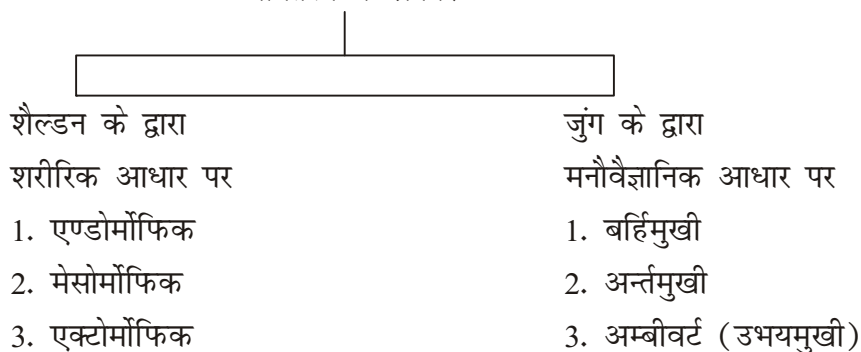 शैल्डन के द्वारा
शरीरिक आधार पर
1. एण्डोर्मोफिक
2. मेसोर्मोफिक
3. एक्टोर्मोफिक
जुंग के द्वारा
मनौवैज्ञानिक आधार पर
1. बर्हिमुखी
2. अर्न्तमुखी
3. अम्बीवर्ट (उभयमुखी)